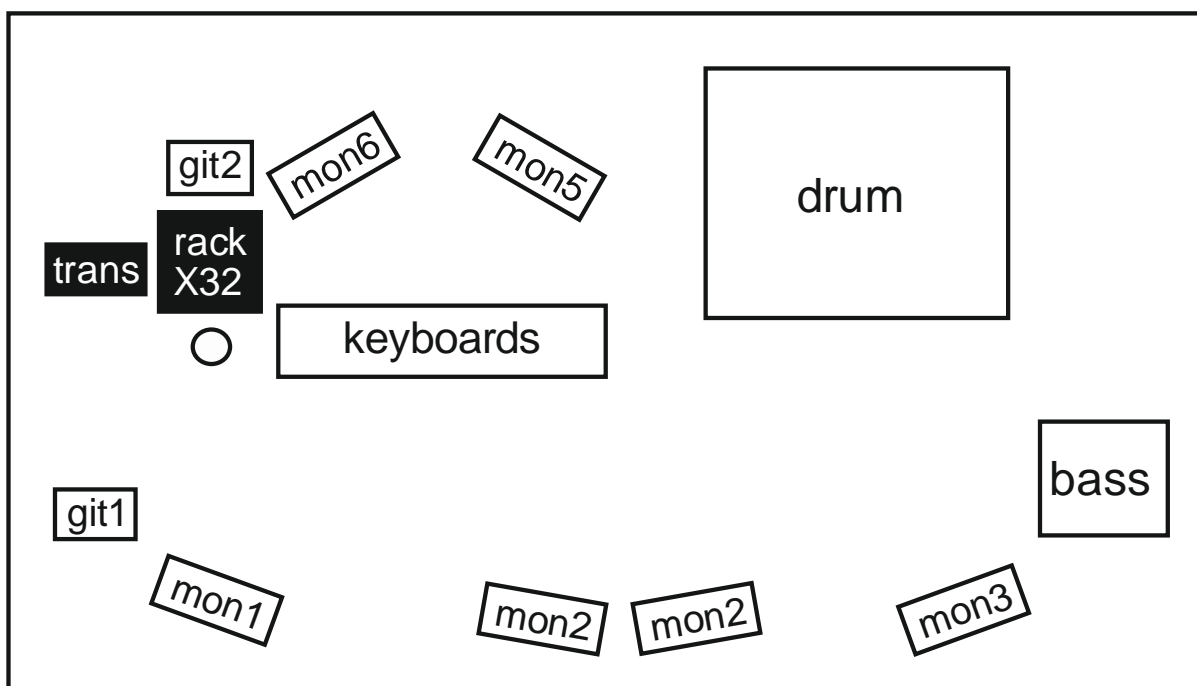 git2
mon6
mon5
drum
trans
rack
X32
keyboards
git1
bass
mon1
mon2
mon2
mon3